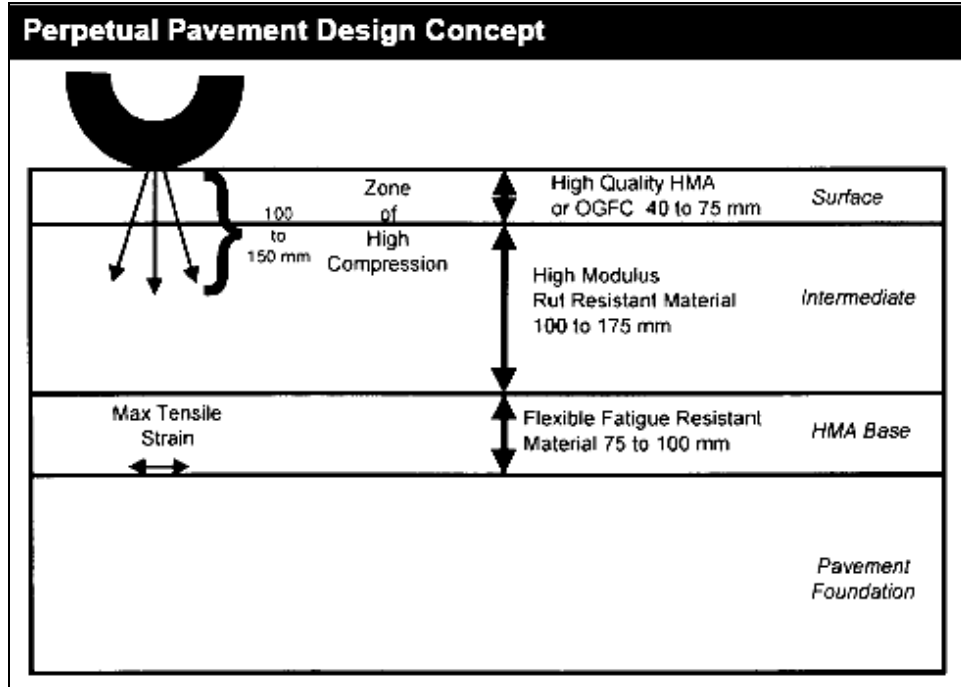 Perpetual Pavement Design Concept
Zone
of
High
Compression
100
to
150 mm
High Quality HMA
or OGFC 40 to 75 mm
Surface
High Modulus
Rut Resistant Material
100 to 175 mm
Intermediate
Max Tensile
Strain
Flexible Fatigue Resistant
Material 75 to 100 mm
HMA Base
Pavement
Foundation